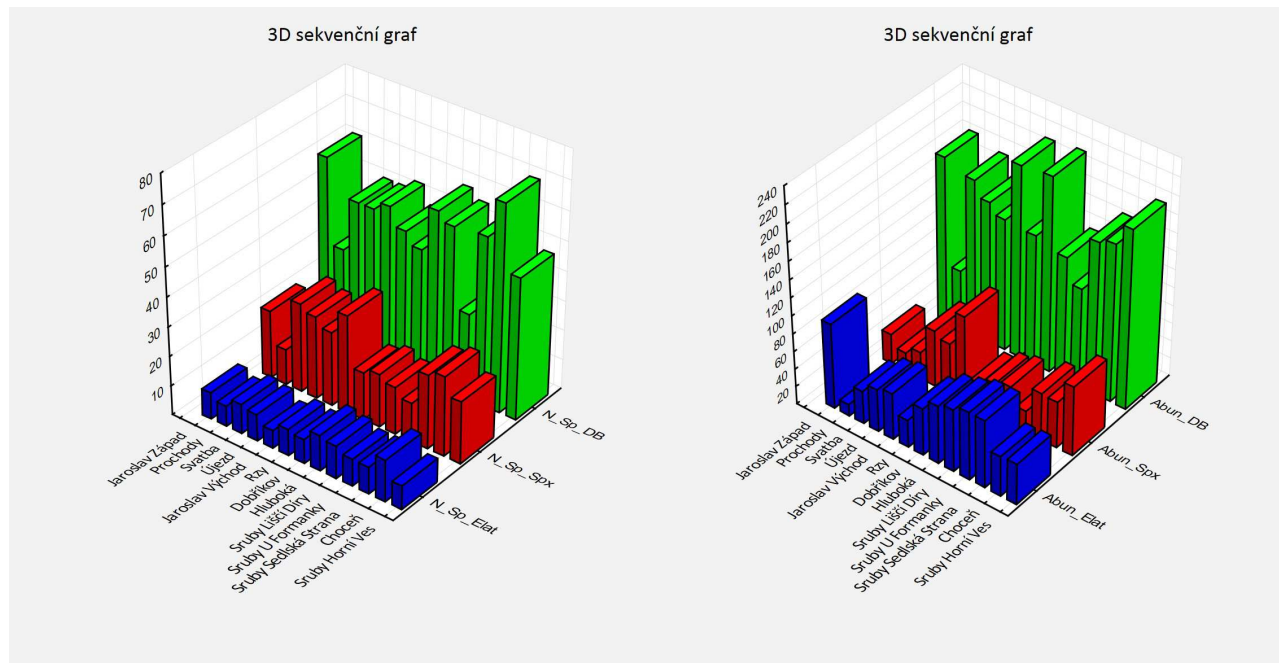 3D sekvenční graf
80
70
60
50
40
30
20
10
Jaroslav Západ
Prochody
Svatba
Újezd
Jaroslav Východ
Rzy
Dobříkov
Hluboká
Sruby Liščí Díry
Sruby U Formanky
Sruby Sedlská Strana
Choceň
Sruby Horní Ves
N_Sp_DB
N_Sp_Spx
N_Sp_Elat
3D sekvenční graf
240
220
200
180
160
140
120
100
80
60
40
20
Jaroslav Západ
Prochody
Svatba
Újezd
Jaroslav Východ
Rzy
Dobříkov
Hluboká
Sruby Liščí Díry
Sruby U Formanky
Sruby Sedlská Strana
Choceň
Sruby Horní Ves
Abun_DB
Abun_Spx
Abun_Elat